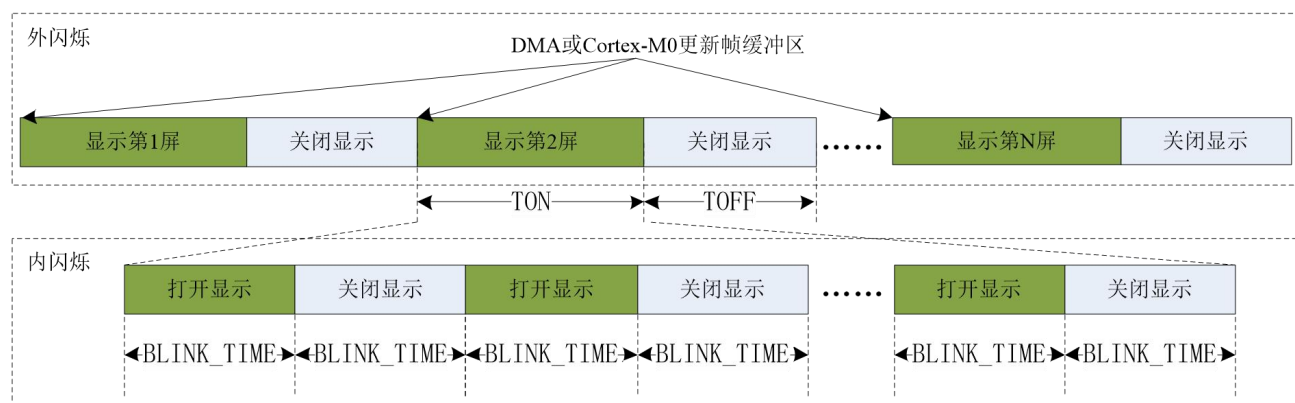 外闪烁
DMA或Cortex-M0更新帧缓冲区
显示第1屏 关闭显示 显示第2屏 关闭显示 …… 显示第N屏 关闭显示
TON TOFF
内闪烁
打开显示 关闭显示 打开显示 关闭显示 …… 打开显示 关闭显示
BLINK_TIME BLINK_TIME BLINK_TIME BLINK_TIME BLINK_TIME BLINK_TIME